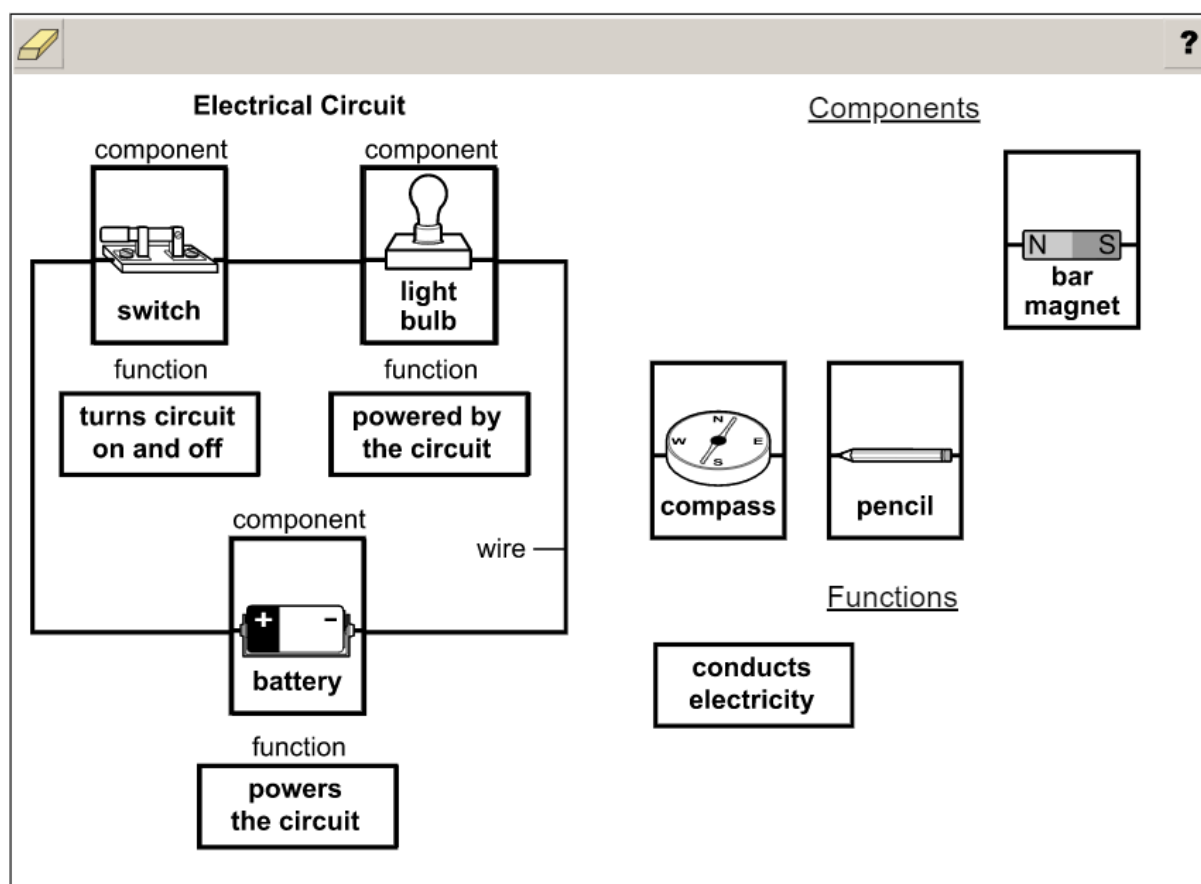 ?
Electrical Circuit
component
component
switch
light
bulb
function
function
turns circuit
on and off
powered by
the circuit
component
wire
+ -
battery
function
powers
the circuit
Components
N S
bar
magnet
N
W E
S
compass
pencil
Functions
conducts
electricity